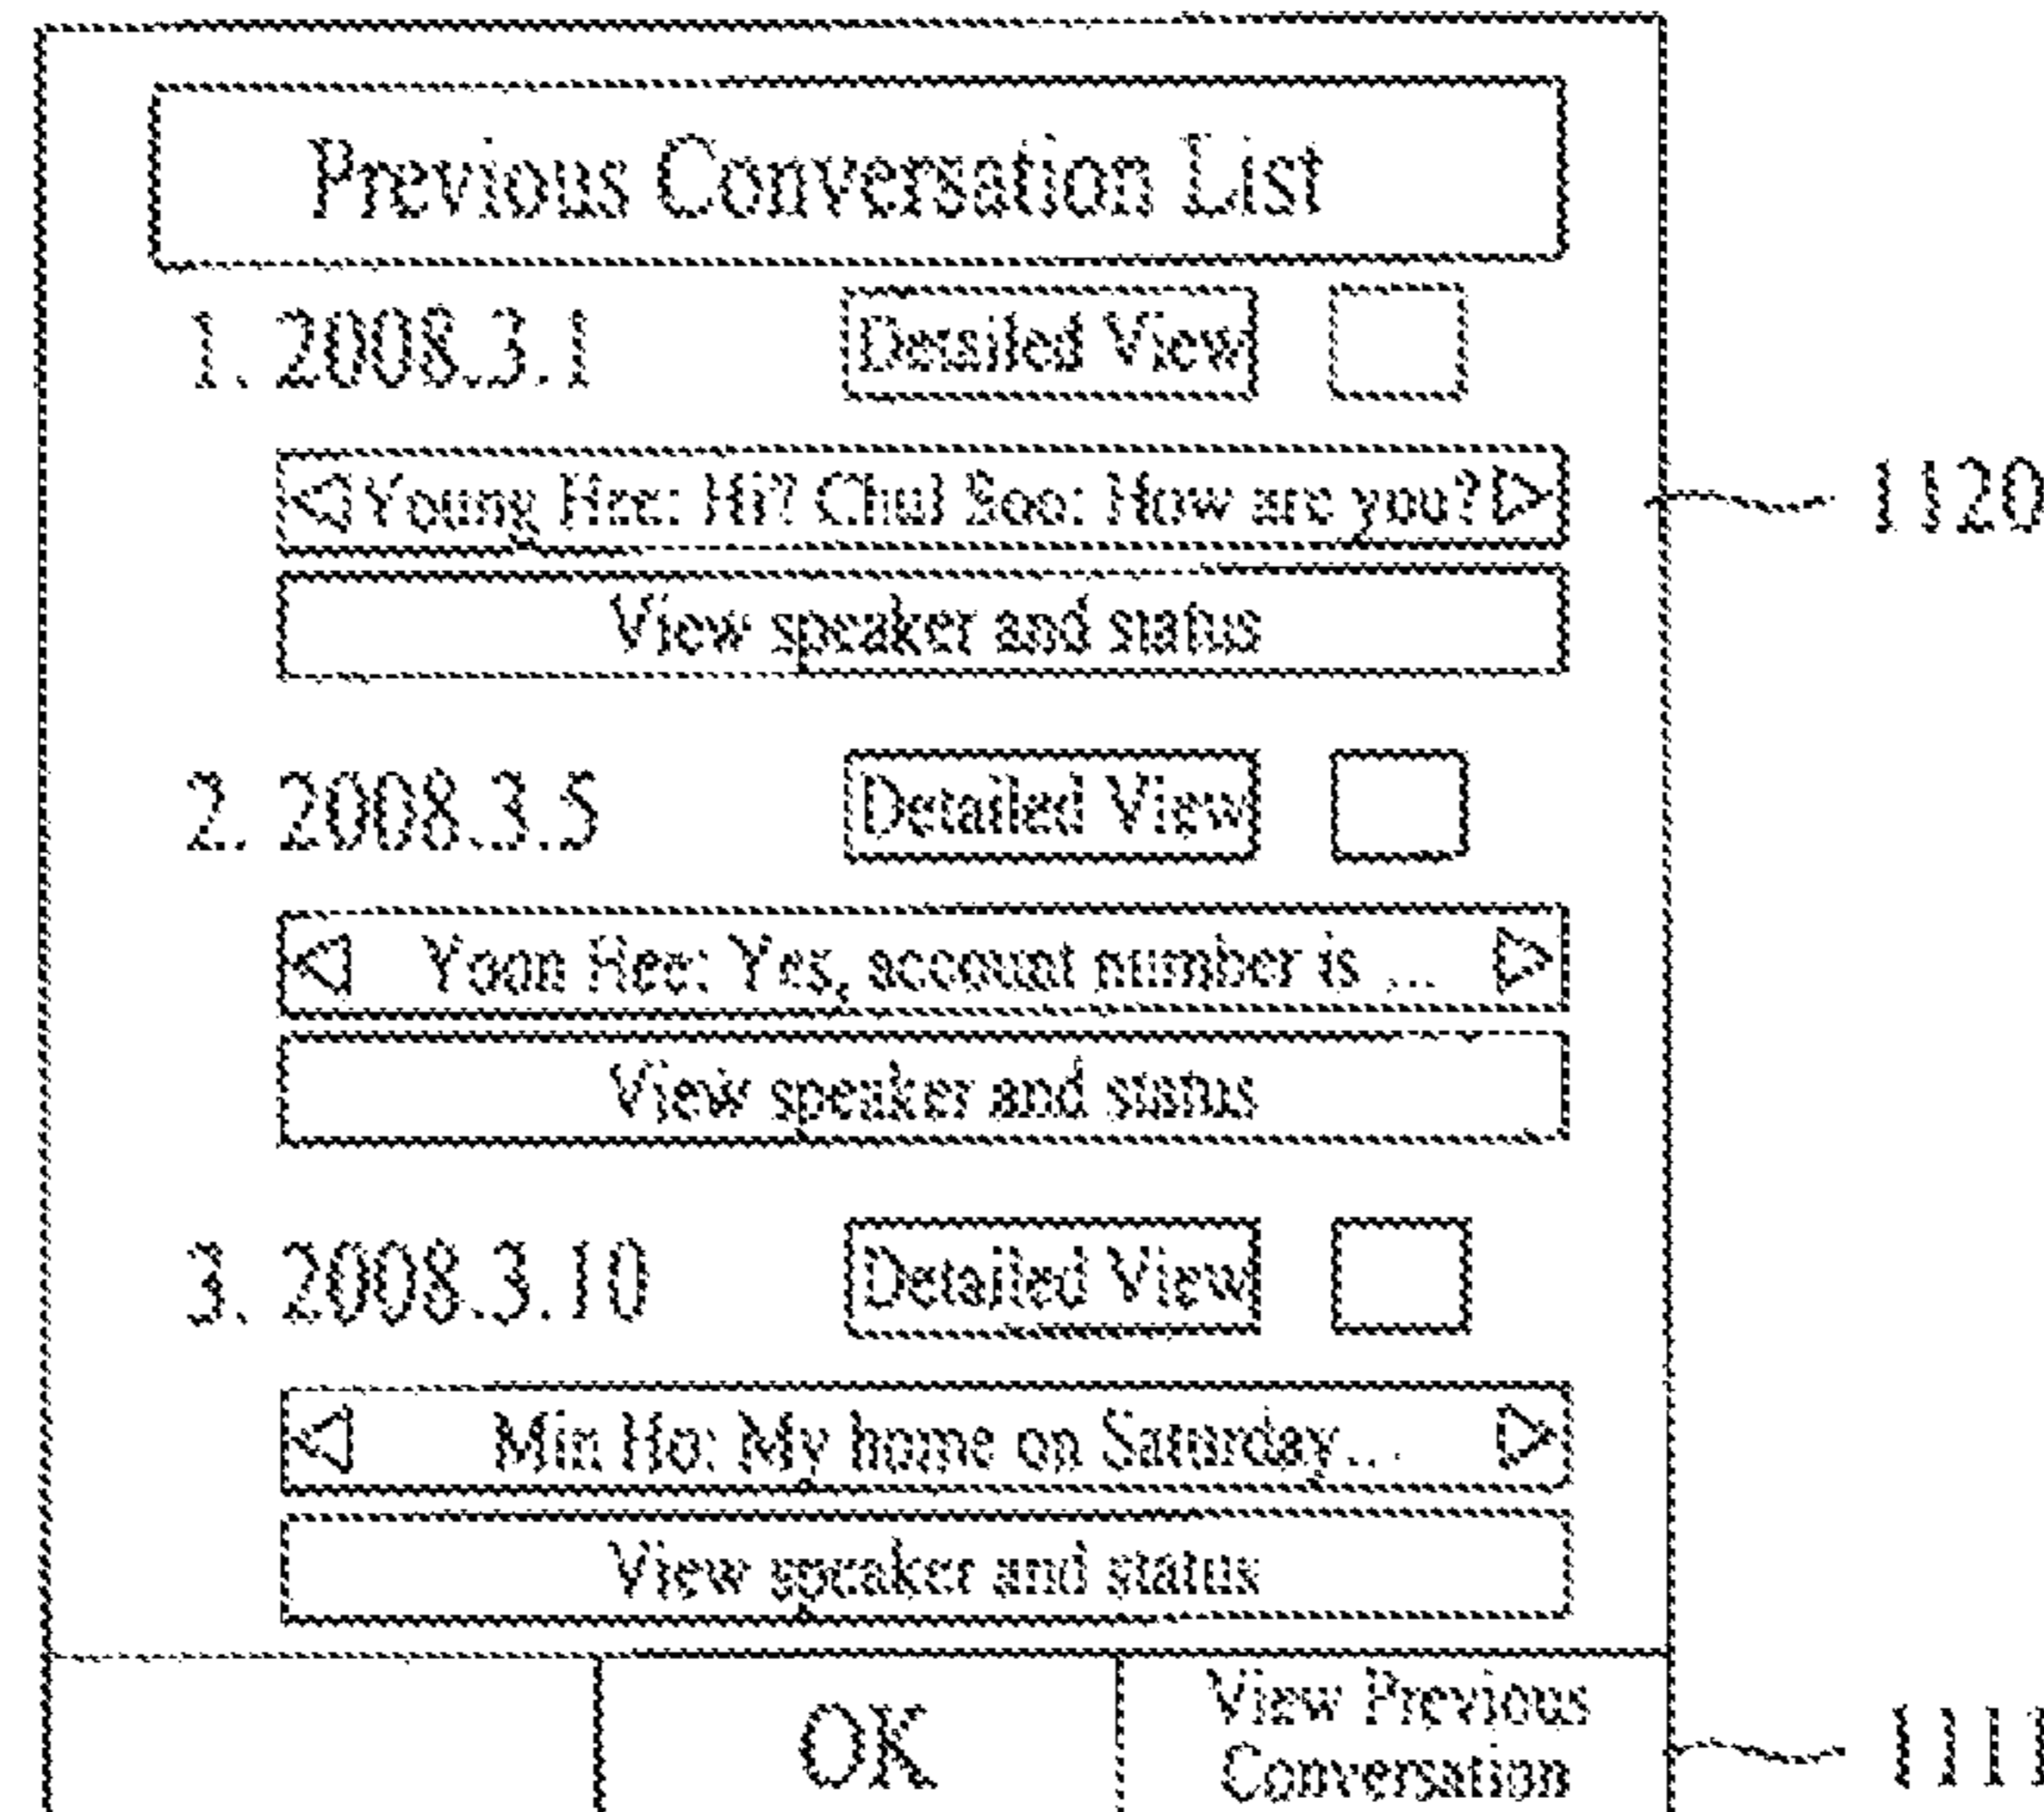 Previous Conversation List
1. 2008.3.1 Detailed View
Young Hee: Hi? Chul Soo: How are you?
1120
View speaker and status
2. 2008.3.5 Detailed View
Yoon Hee: Yes, account number is ...
View speaker and status
3. 2008.3.10 Detailed View
Min Ho: My home on Saturday...
View speaker and status
OK
View Previous
Conversation
1111